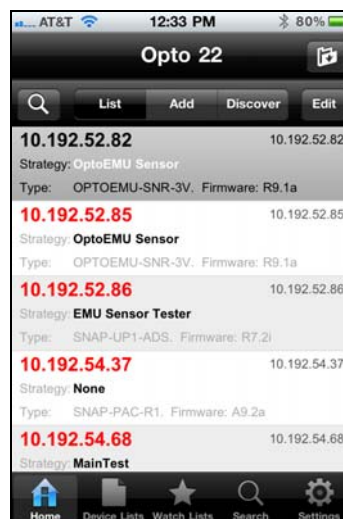 AT&T 12:33 PM 80%
Opto 22
List Add Discover Edit
10.192.52.82 10.192.52.82
Strategy: OptoEMU Sensor
Type: OPTOEMU-SNR-3V. Firmware: R9.1a
10.192.52.85 10.192.52.85
Strategy: OptoEMU Sensor
Type: OPTOEMU-SNR-3V. Firmware: R9.1a
10.192.52.86 10.192.52.86
Strategy: EMU Sensor Tester
Type: SNAP-UP1-ADS. Firmware: R7.2i
10.192.54.37 10.192.54.37
Strategy: None
Type: SNAP-PAC-R1. Firmware: A9.2a
10.192.54.68 10.192.54.68
Strategy: MainTest
Home Device Lists Watch Lists Search Settings